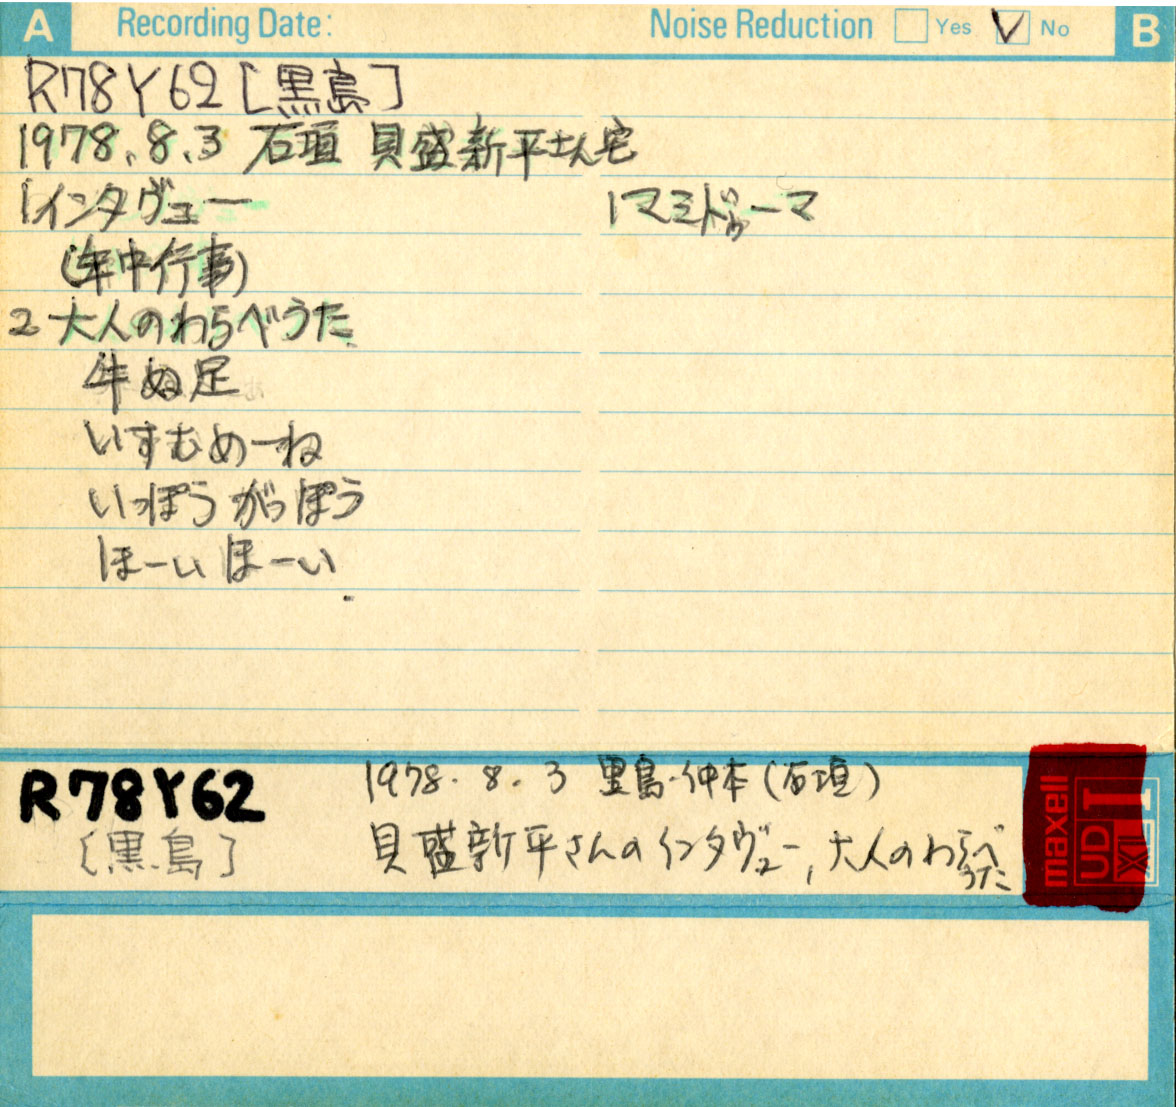 A Recording Date: Noise Reduction Yes No B
R78Y62 [黒島]
1978.8.3 石垣 貝盛新平さん宅
1インタヴュー
(年中行事)
2 大人のわらべうた
牛ぬ足
いすむめーね
いっぽうがっぽう
ほーいほーい
1マミドゥーマ
R78Y62
[黒島]
1978.8.3 黒島・仲本(石垣)
貝盛新平さんのインタヴュー, 大人のわらべ
うた
maxell
UD I
XL